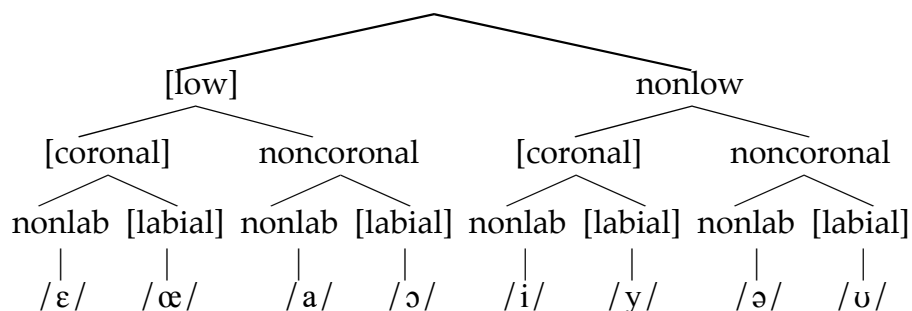 [low] nonlow
[coronal] noncoronal [coronal] noncoronal
nonlab [labial] nonlab [labial] nonlab [labial] nonlab [labial]
/ɛ/ /œ/ /a/ /ɔ/ /i/ /y/ /ə/ /ʊ/